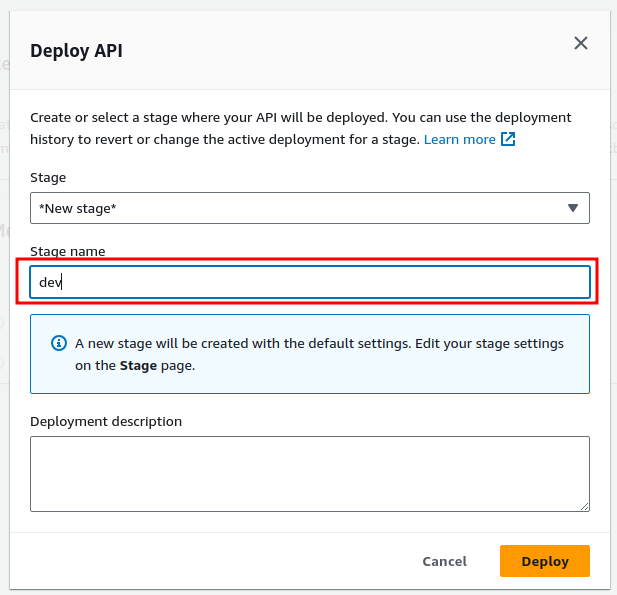 Deploy API
Create or select a stage where your API will be deployed. You can use the deployment
history to revert or change the active deployment for a stage. Learn more
Stage
*New stage*
Stage name
dev
A new stage will be created with the default settings. Edit your stage settings
on the Stage page.
Deployment description
Cancel
Deploy